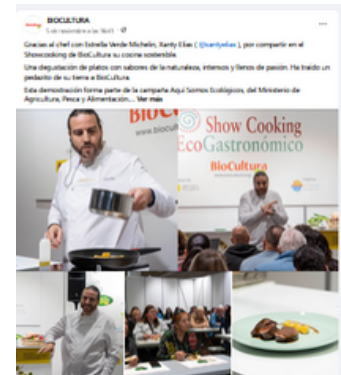 BIOCULTURA
5 de noviembre a las 16:41
Gracias al chef con Estrella Verde Michelin, Xanty Elias ( @xantyelias ), por compartir en el
Showcooking de BioCultura su cocina sostenible.
Una degustación de platos con sabores de la naturaleza, intensos y llenos de pasión. Ha traído un
pedacito de su tierra a BioCultura.
Esta demostración forma parte de la campaña Aquí Somos Ecológicos, del Ministerio de
Agricultura, Pesca y Alimentación.... Ver más
BIOC
www.bio
Show Cooking
EcoGastronómico
BioCultura